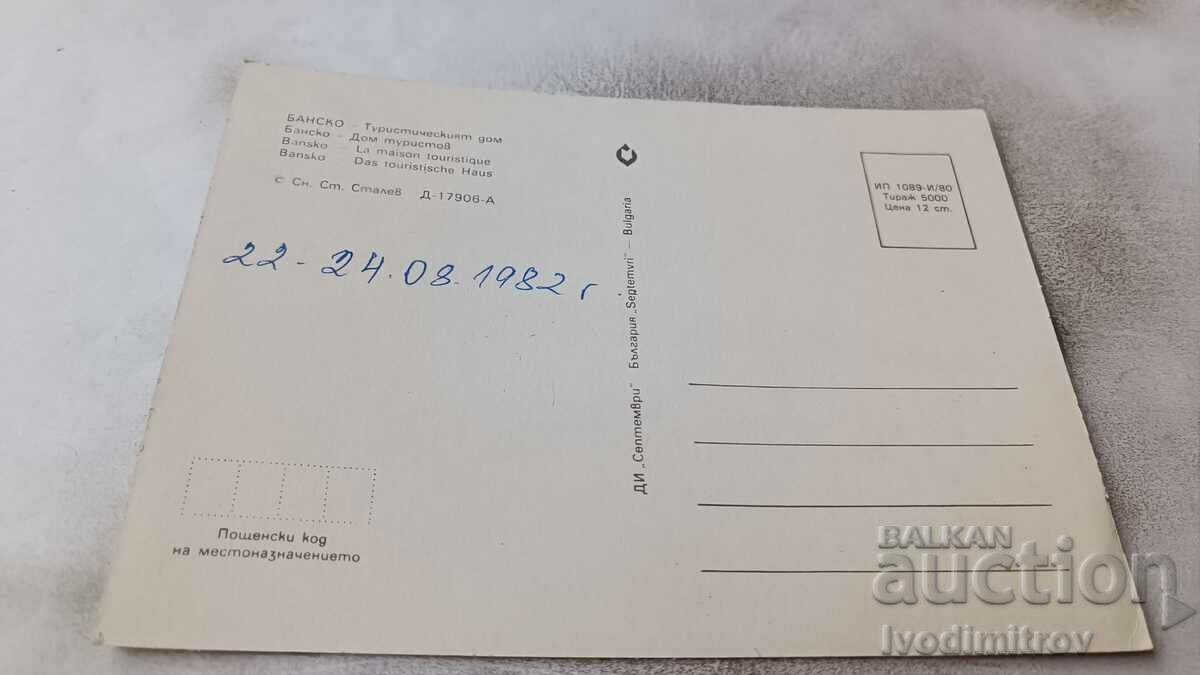 БАНСКО – Туристическият дом
Банско – Дом туристов
Bansko – La maison touristique
Bansko – Das touristische Haus
© Сн. Ст. Сталев Д-17906-А
22 - 24.08.1982 г
Пощенски код
на местоназначението
ДИ „Септември" България „Septemvri" — Bulgaria
ИП 1089-И/80
Тираж 5000
Цена 12 ст.
BALKAN
auction
Ivodimitrov